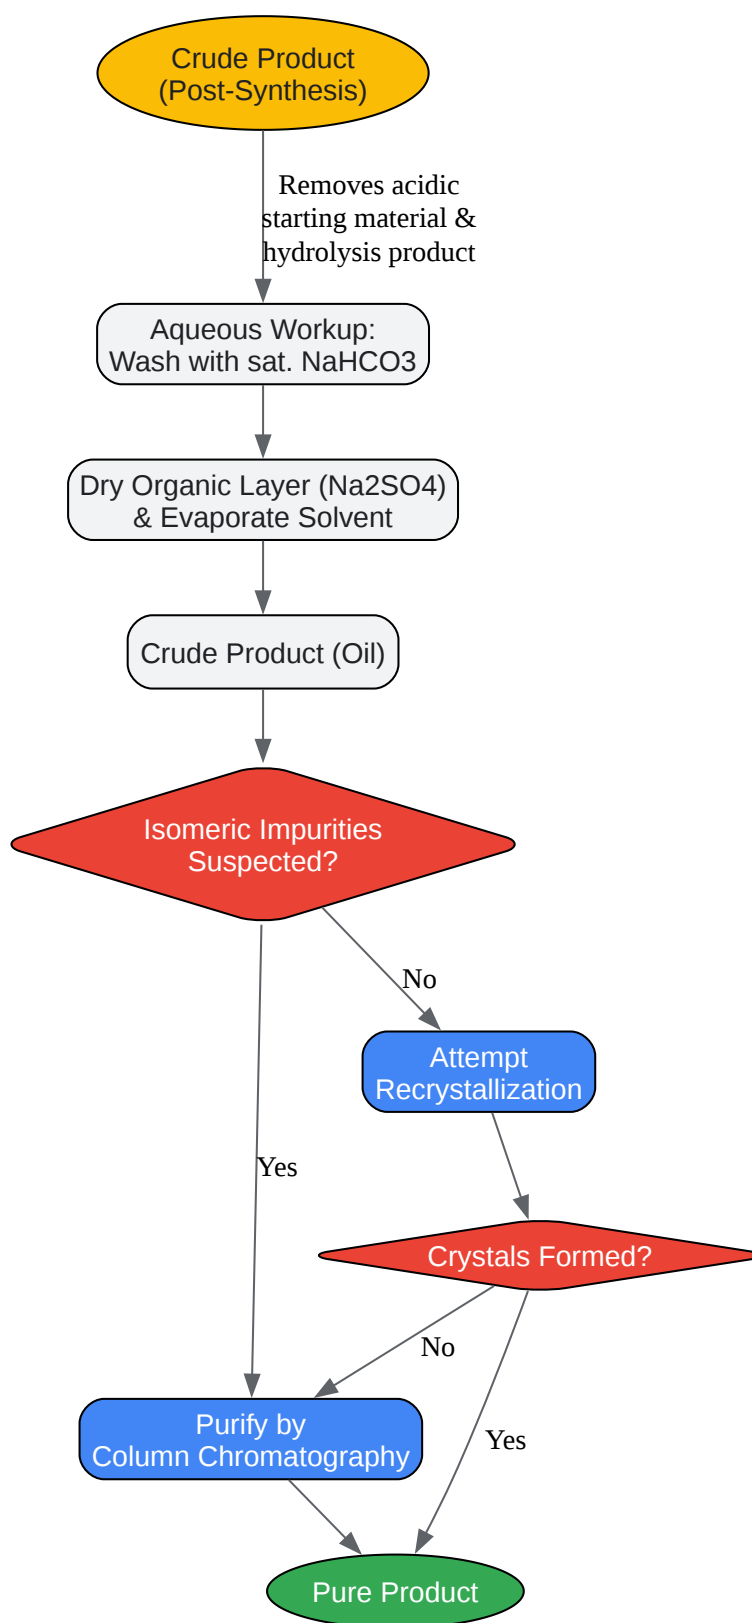 Crude Product
(Post-Synthesis)
Removes acidic
starting material &
hydrolysis product
Aqueous Workup:
Wash with sat. NaHCO3
Dry Organic Layer (Na2SO4)
& Evaporate Solvent
Crude Product (Oil)
Isomeric Impurities
Suspected?
No
Attempt
Recrystallization
Yes
Crystals Formed?
No
Purify by
Column Chromatography
Yes
Pure Product